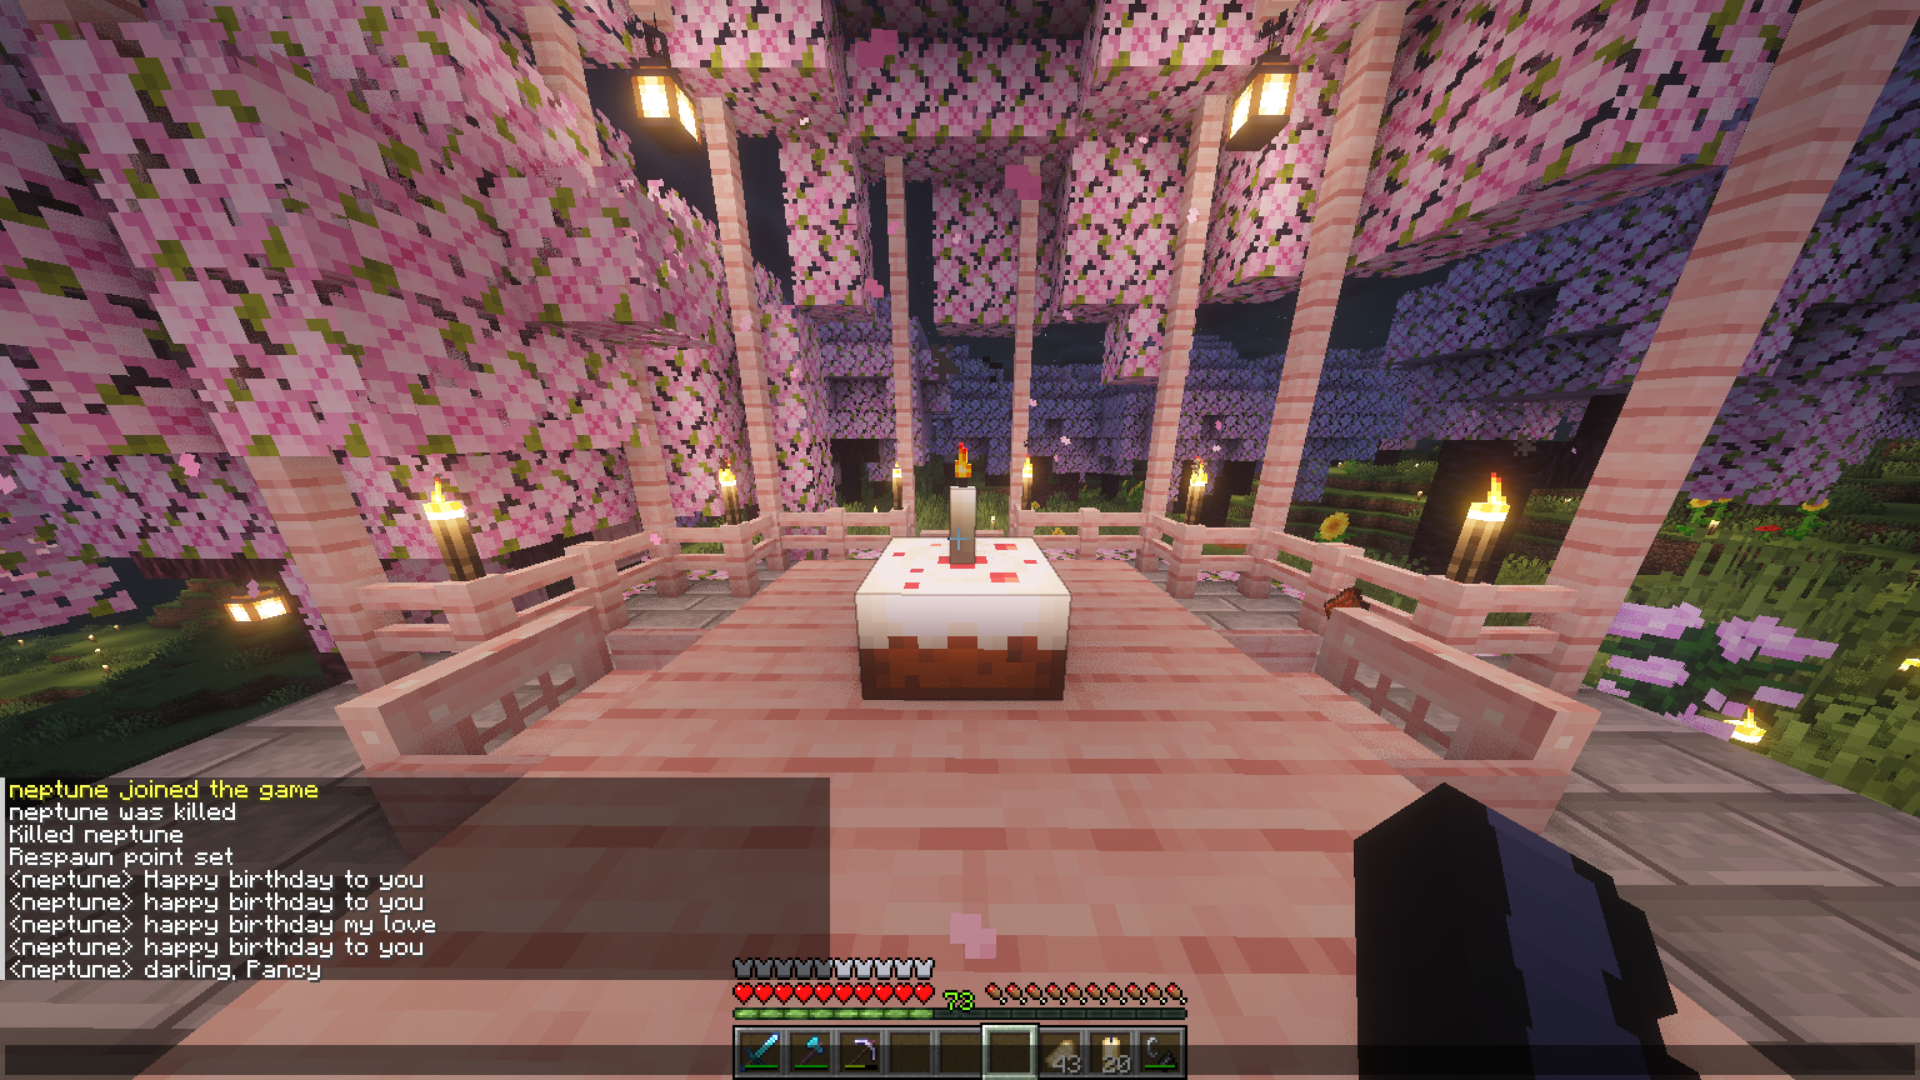 neptune joined the game
neptune was killed
Killed neptune
Respawn point set
<neptune> Happy birthday to you
<neptune> happy birthday to you
<neptune> happy birthday my love
<neptune> happy birthday to you
<neptune> darling, Pancy
73
43 20